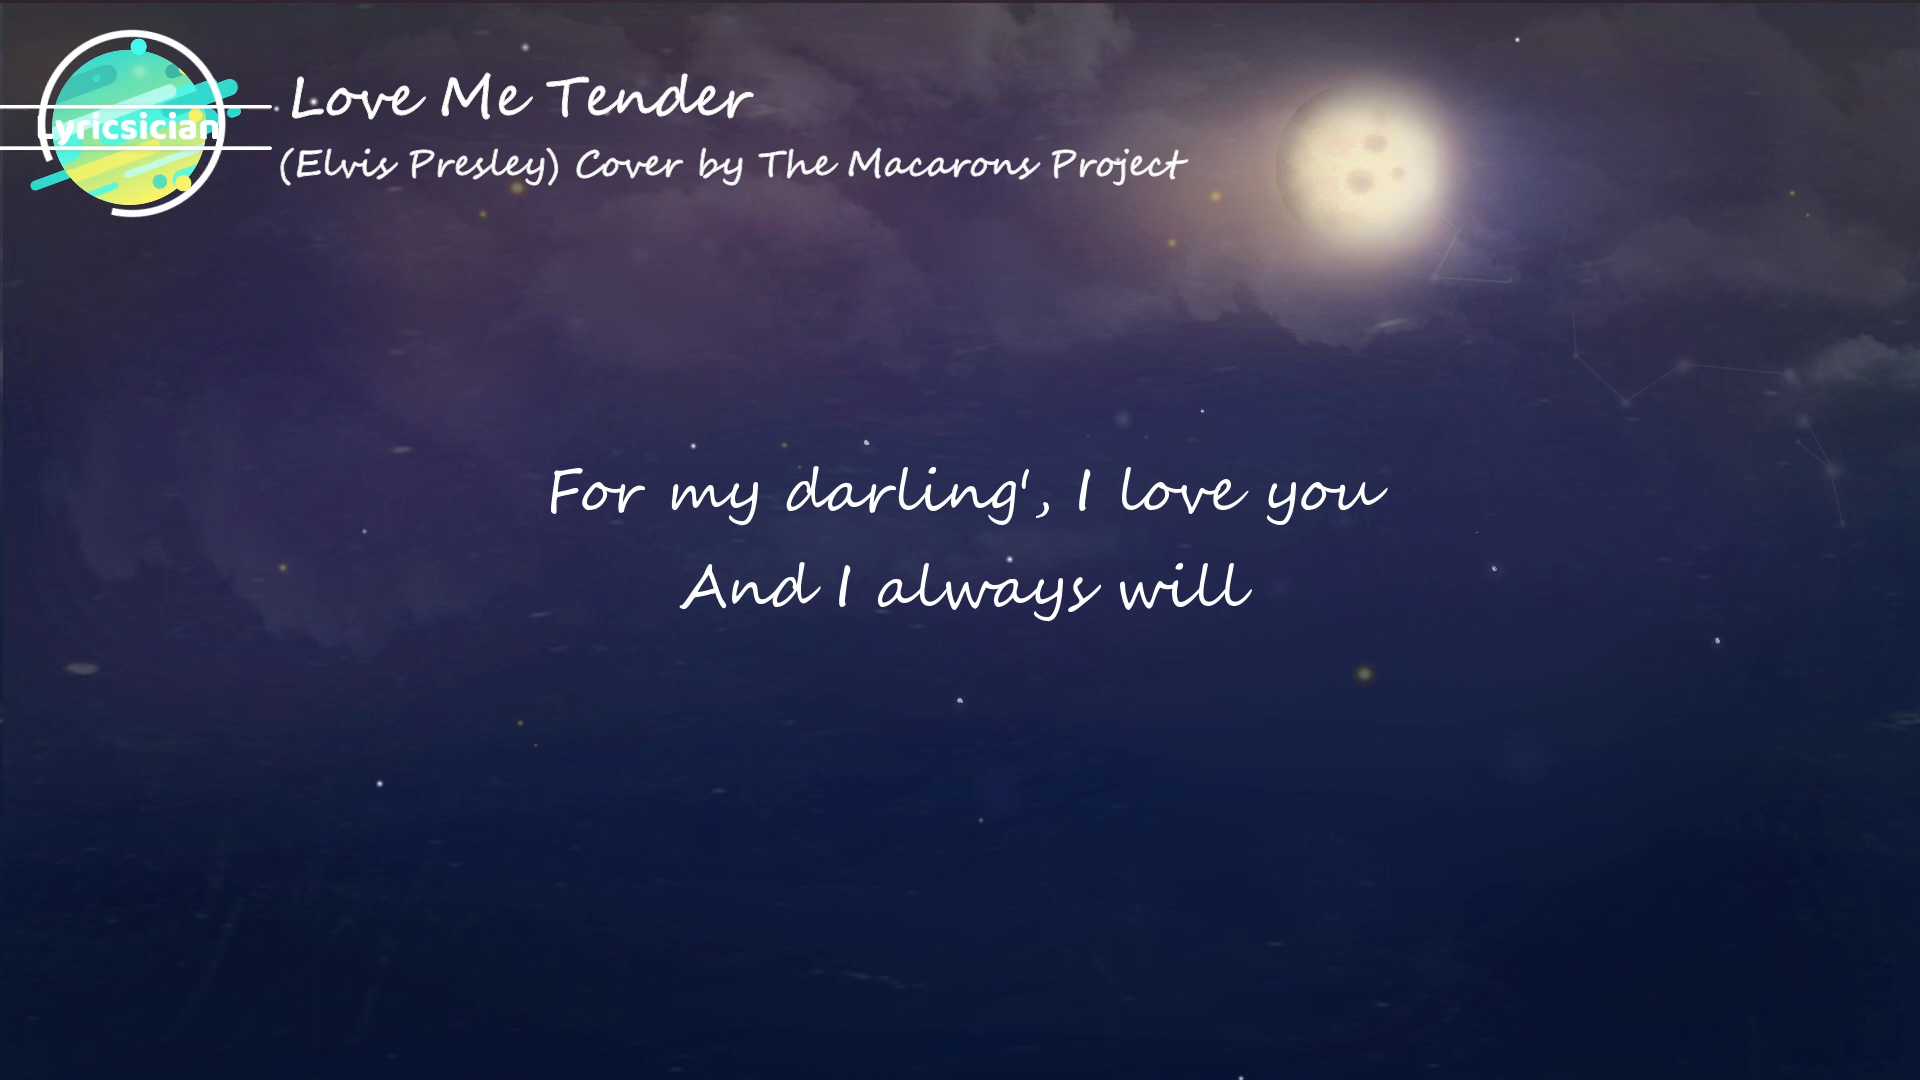 Lyricsician
Love Me Tender
(Elvis Presley) Cover by The Macarons Project
For my darling', I love you
And I always will